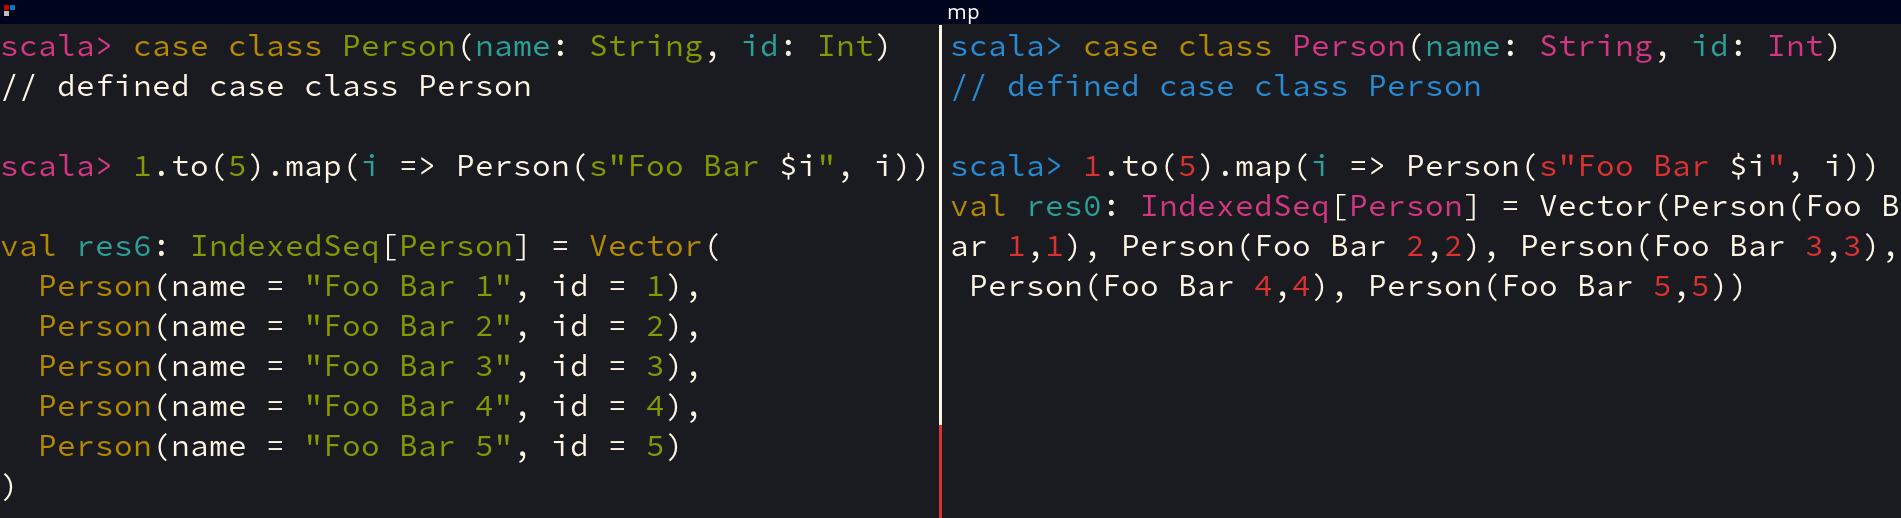 mp
scala> case class Person(name: String, id: Int)
// defined case class Person
scala> 1.to(5).map(i => Person(s"Foo Bar $i", i))
val res6: IndexedSeq[Person] = Vector(
  Person(name = "Foo Bar 1", id = 1),
  Person(name = "Foo Bar 2", id = 2),
  Person(name = "Foo Bar 3", id = 3),
  Person(name = "Foo Bar 4", id = 4),
  Person(name = "Foo Bar 5", id = 5)
)
scala> case class Person(name: String, id: Int)
// defined case class Person
scala> 1.to(5).map(i => Person(s"Foo Bar $i", i))
val res0: IndexedSeq[Person] = Vector(Person(Foo B
ar 1,1), Person(Foo Bar 2,2), Person(Foo Bar 3,3),
 Person(Foo Bar 4,4), Person(Foo Bar 5,5))